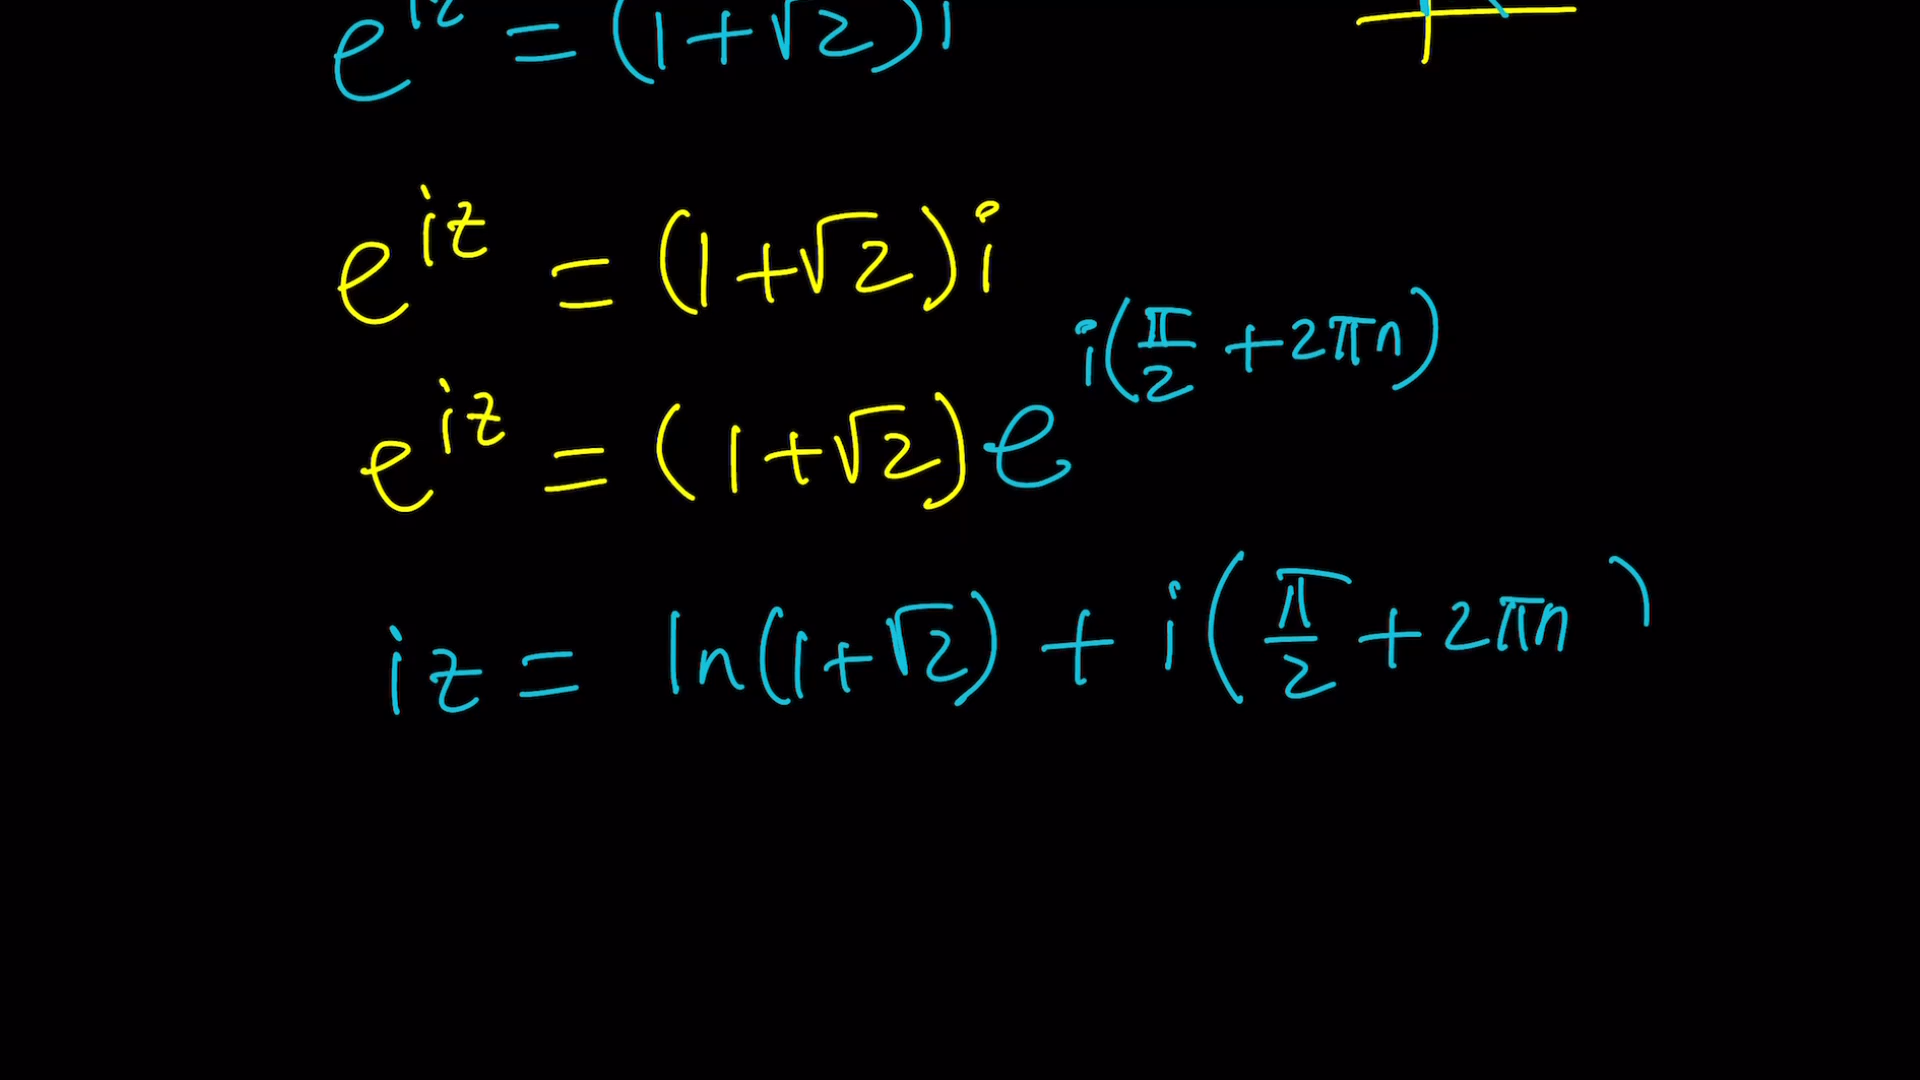 e^{iz} = (1+√2)i
e^{iz} = (1+√2)i
e^{iz} = (1+√2)e^{i(π/2 + 2πn)}
iz = ln(1+√2) + i(π/2 + 2πn)